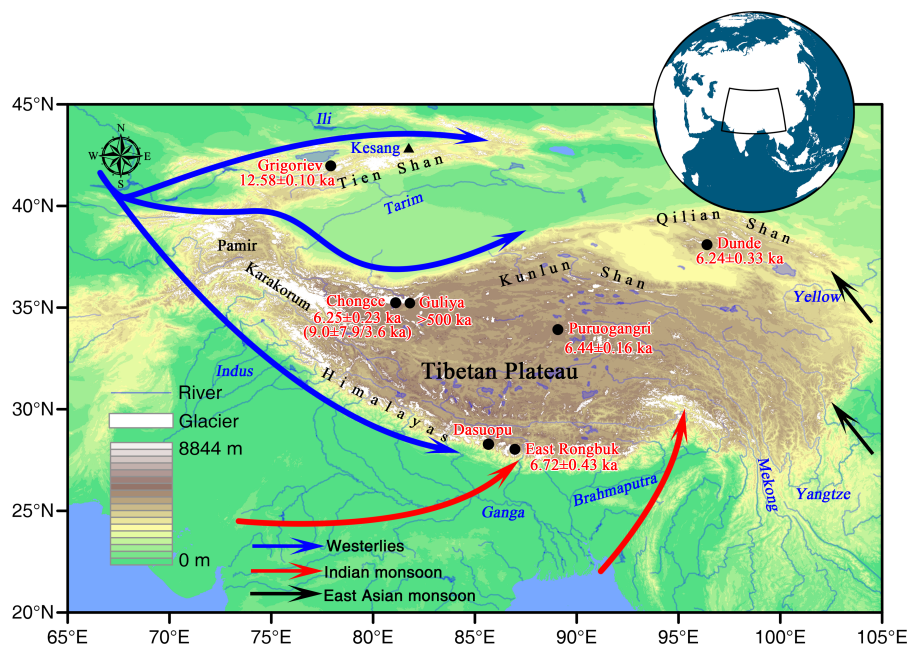 45°N
40°N
35°N
30°N
25°N
20°N
N
W
E
S
Ili
Kesang
Grigoriev
12.58±0.10 ka
Tien Shan
Tarim
Qilian Shan
Dunde
6.24±0.33 ka
Pamir
Karakorum
Kunlun Shan
Chongce
6.25±0.23 ka
(9.0±7.9/3.6 ka)
Guliya
>500 ka
Yellow
Puruogangri
6.44±0.16 ka
Indus
Tibetan Plateau
Himalayas
River
Glacier
8844 m
0 m
Dasuopu
East Rongbuk
6.72±0.43 ka
Brahmaputra
Ganga
Mekong
Yangtze
Westerlies
Indian monsoon
East Asian monsoon
65°E
70°E
75°E
80°E
85°E
90°E
95°E
100°E
105°E